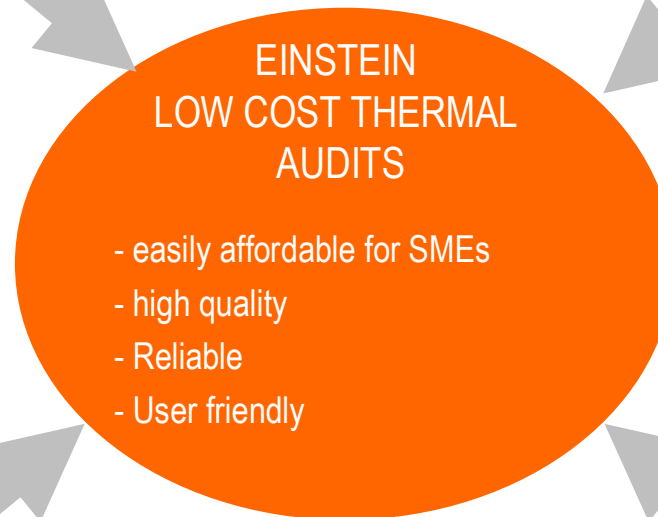 EINSTEIN
LOW COST THERMAL
AUDITS
- easily affordable for SMEs
- high quality
- Reliable
- User friendly